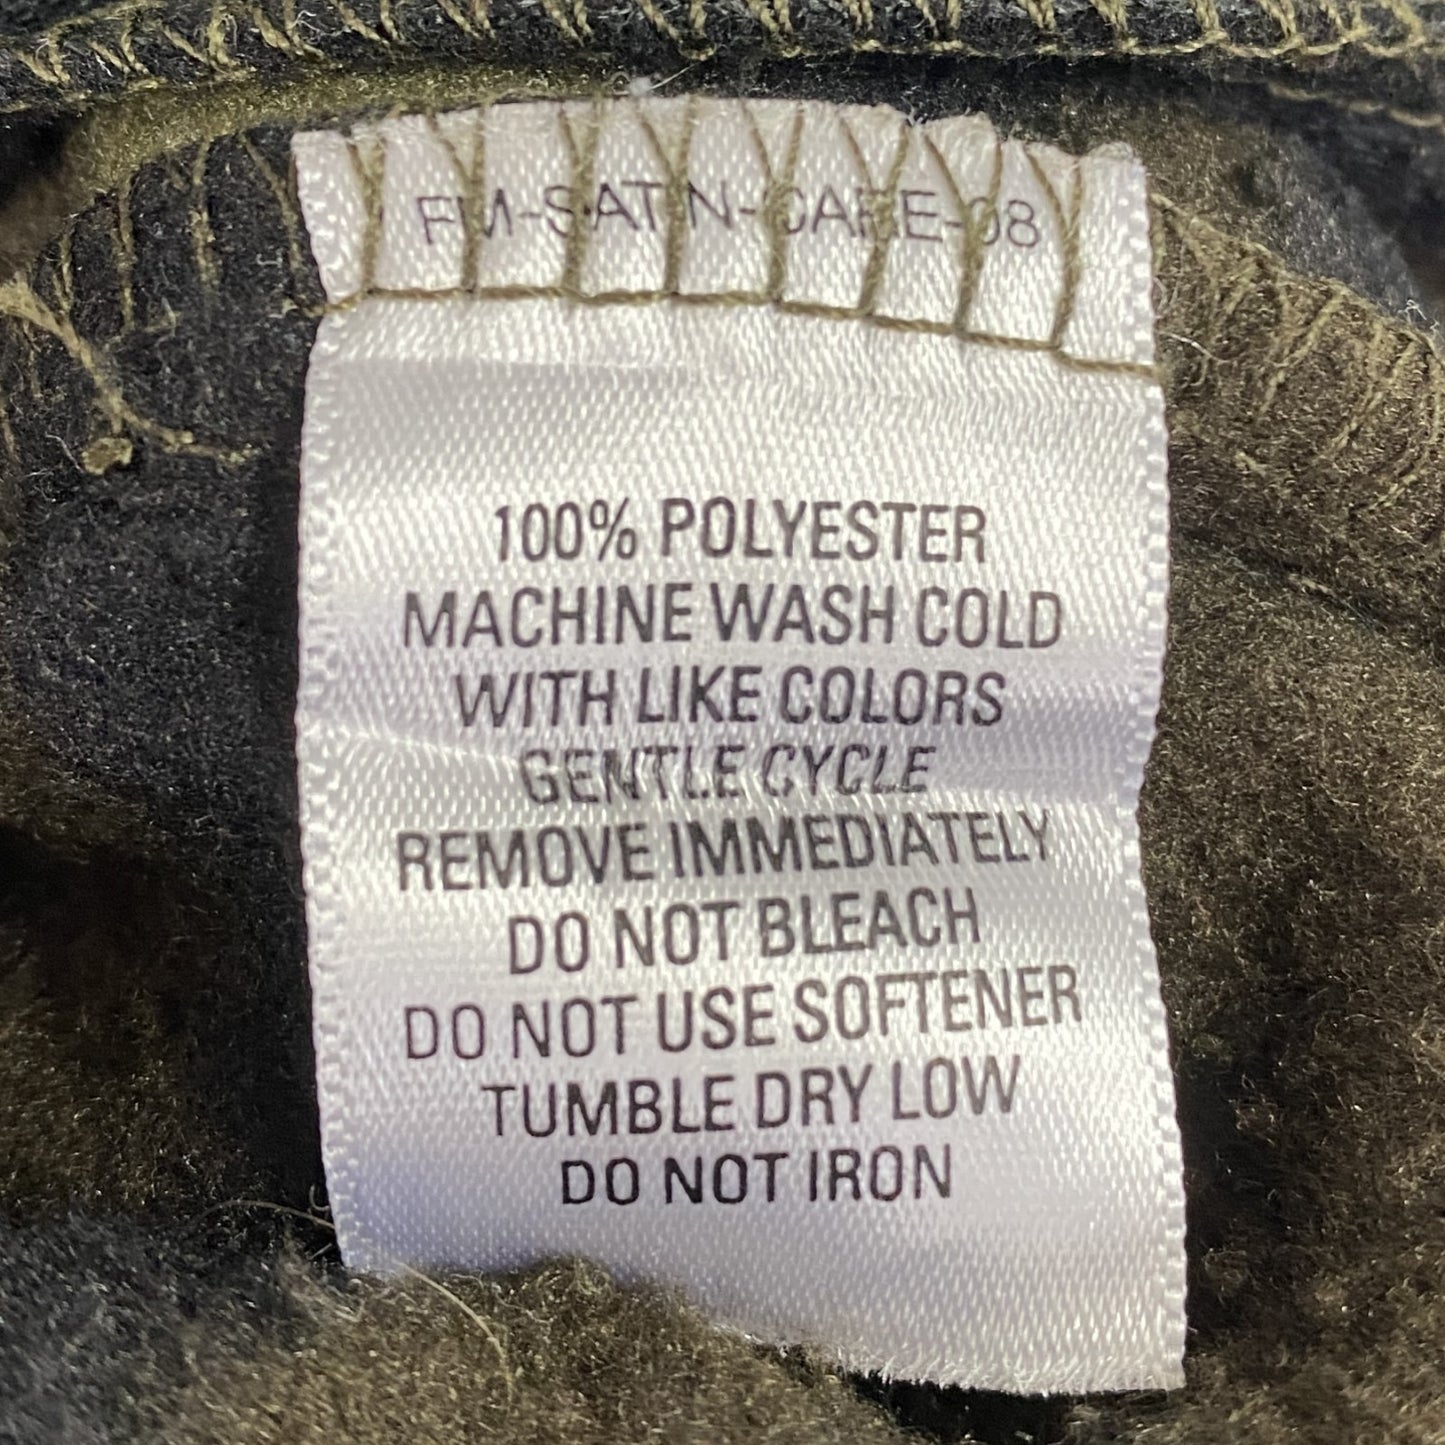 FM-SATIN-CARE-08
100% POLYESTER
MACHINE WASH COLD
WITH LIKE COLORS
GENTLE CYCLE
REMOVE IMMEDIATELY
DO NOT BLEACH
DO NOT USE SOFTENER
TUMBLE DRY LOW
DO NOT IRON